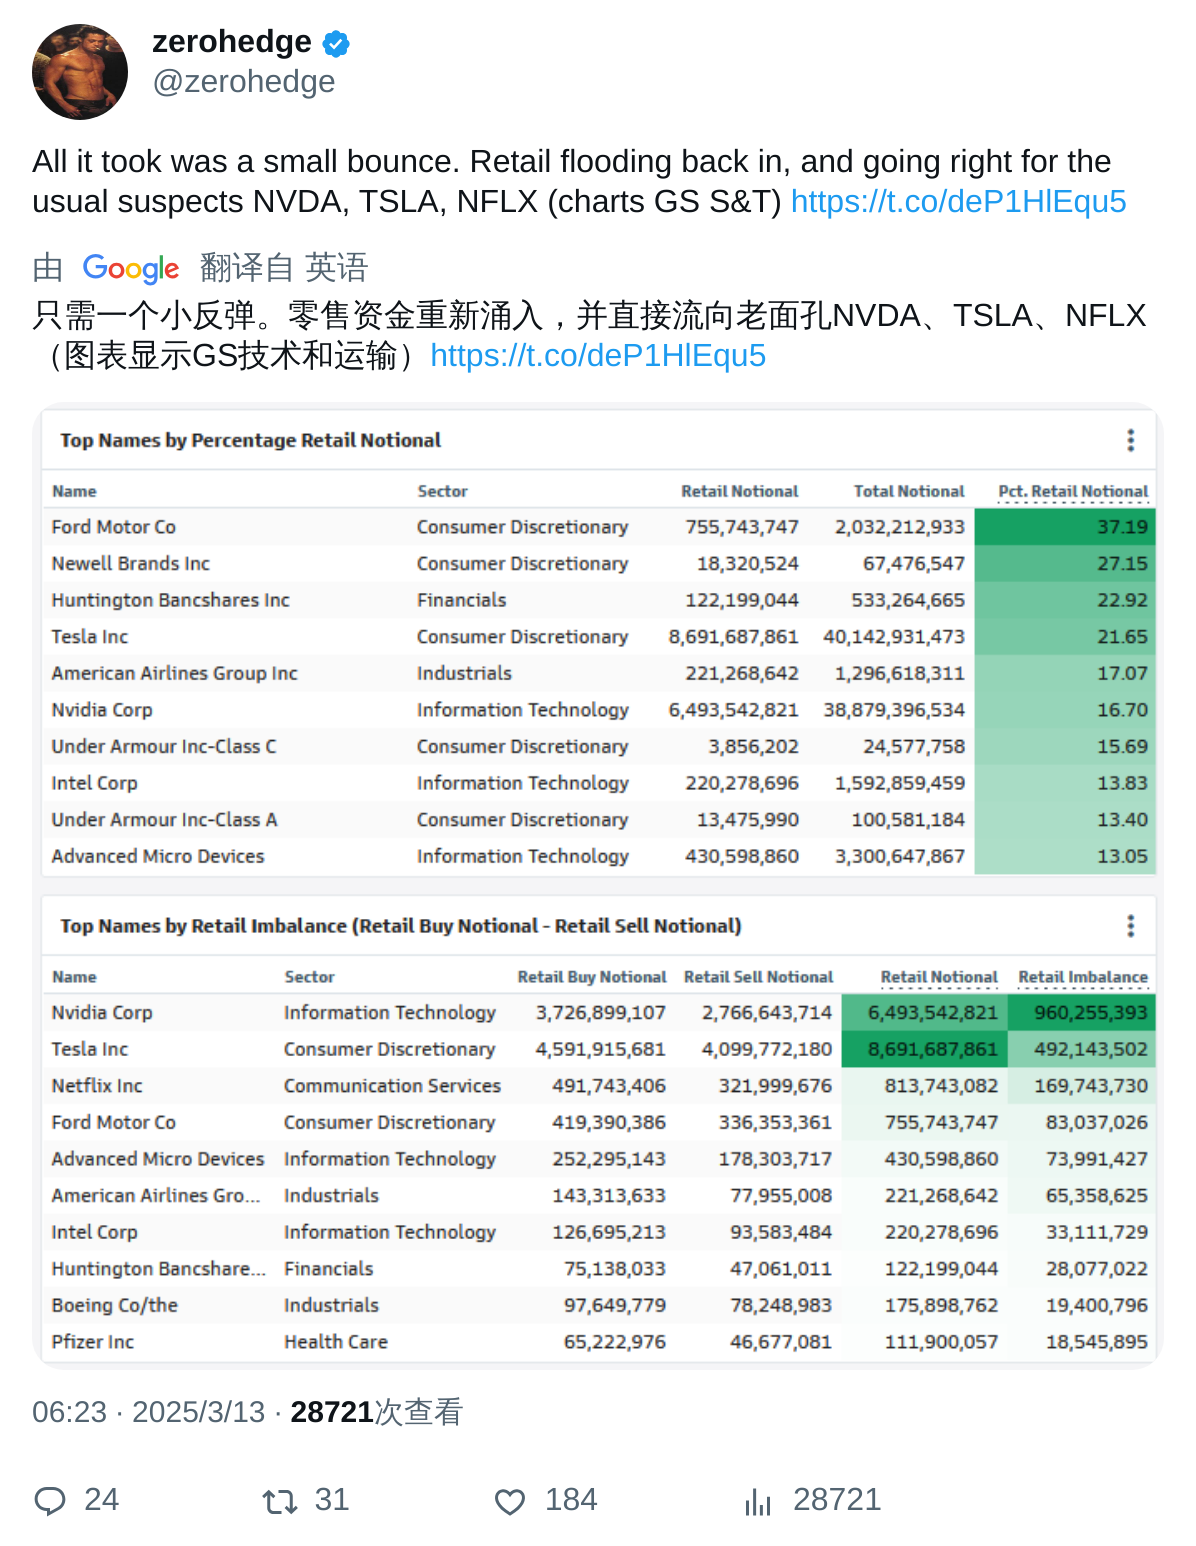 zerohedge
@zerohedge
All it took was a small bounce. Retail flooding back in, and going right for the
usual suspects NVDA, TSLA, NFLX (charts GS S&T) https://t.co/deP1HlEqu5
由 Google 翻译自 英语
只需一个小反弹。零售资金重新涌入，并直接流向老面孔NVDA、TSLA、NFLX
（图表显示GS技术和运输）https://t.co/deP1HlEqu5
Top Names by Percentage Retail Notional
Name Sector Retail Notional Total Notional Pct. Retail Notional
Ford Motor Co Consumer Discretionary 755,743,747 2,032,212,933 37.19
Newell Brands Inc Consumer Discretionary 18,320,524 67,476,547 27.15
Huntington Bancshares Inc Financials 122,199,044 533,264,665 22.92
Tesla Inc Consumer Discretionary 8,691,687,861 40,142,931,473 21.65
American Airlines Group Inc Industrials 221,268,642 1,296,618,311 17.07
Nvidia Corp Information Technology 6,493,542,821 38,879,396,534 16.70
Under Armour Inc-Class C Consumer Discretionary 3,856,202 24,577,758 15.69
Intel Corp Information Technology 220,278,696 1,592,859,459 13.83
Under Armour Inc-Class A Consumer Discretionary 13,475,990 100,581,184 13.40
Advanced Micro Devices Information Technology 430,598,860 3,300,647,867 13.05
Top Names by Retail Imbalance (Retail Buy Notional - Retail Sell Notional)
Name Sector Retail Buy Notional Retail Sell Notional Retail Notional Retail Imbalance
Nvidia Corp Information Technology 3,726,899,107 2,766,643,714 6,493,542,821 960,255,393
Tesla Inc Consumer Discretionary 4,591,915,681 4,099,772,180 8,691,687,861 492,143,502
Netflix Inc Communication Services 491,743,406 321,999,676 813,743,082 169,743,730
Ford Motor Co Consumer Discretionary 419,390,386 336,353,361 755,743,747 83,037,026
Advanced Micro Devices Information Technology 252,295,143 178,303,717 430,598,860 73,991,427
American Airlines Gro... Industrials 143,313,633 77,955,008 221,268,642 65,358,625
Intel Corp Information Technology 126,695,213 93,583,484 220,278,696 33,111,729
Huntington Bancshare... Financials 75,138,033 47,061,011 122,199,044 28,077,022
Boeing Co/the Industrials 97,649,779 78,248,983 175,898,762 19,400,796
Pfizer Inc Health Care 65,222,976 46,677,081 111,900,057 18,545,895
06:23 · 2025/3/13 · 28721次查看
24 31 184 28721